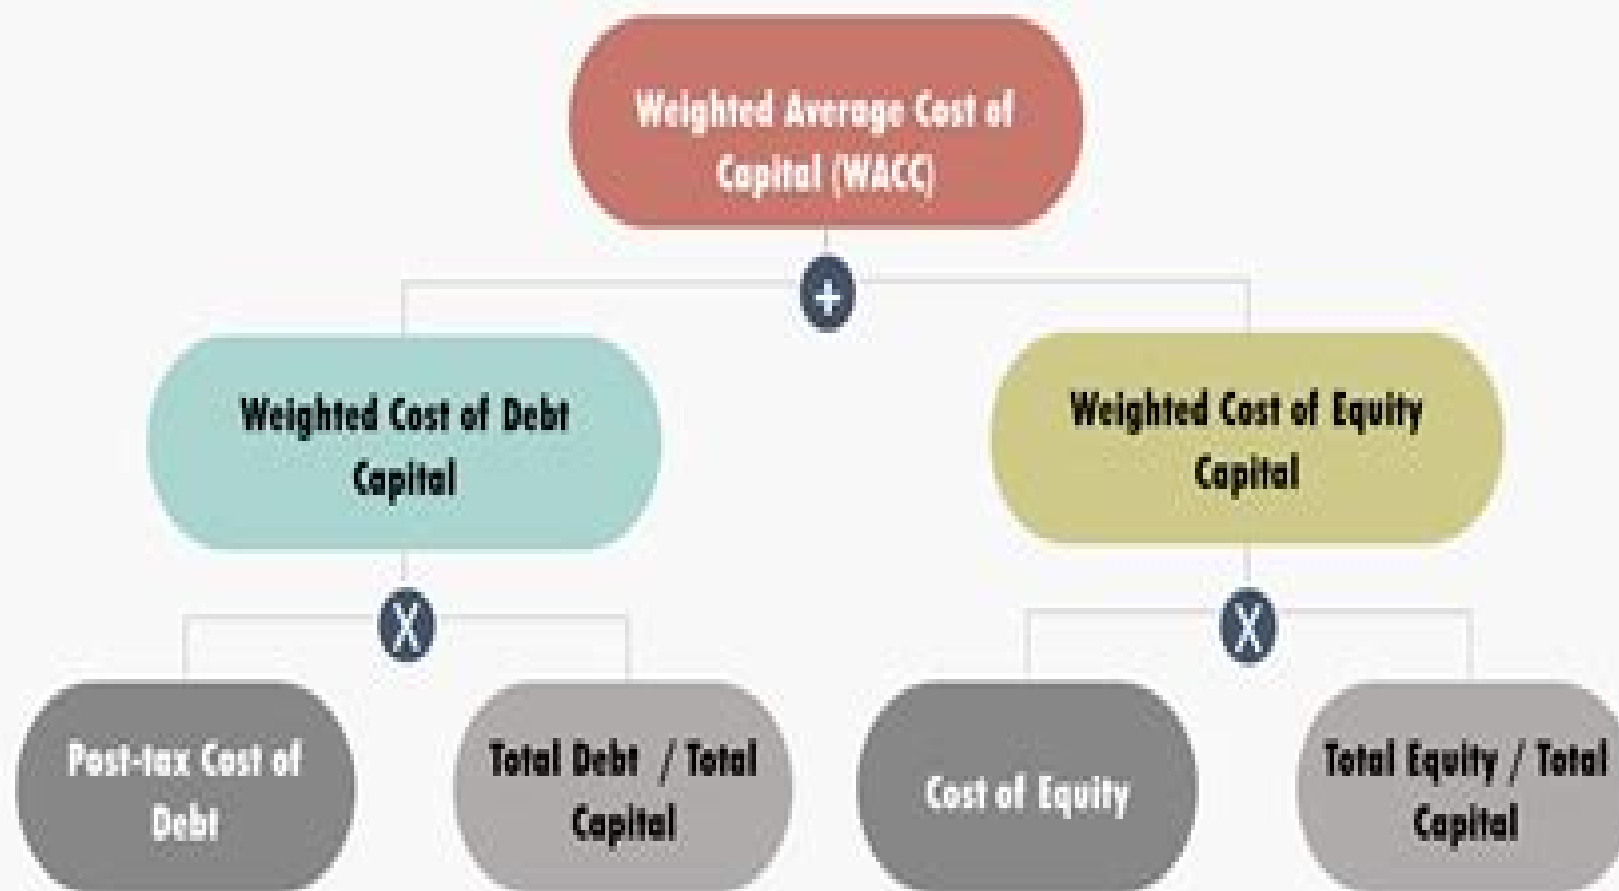 Weighted Average Cost of
Capital (WACC)
+
Weighted Cost of Debt
Capital
Weighted Cost of Equity
Capital
X
X
Post-tax Cost of
Debt
Total Debt / Total
Capital
Cost of Equity
Total Equity / Total
Capital